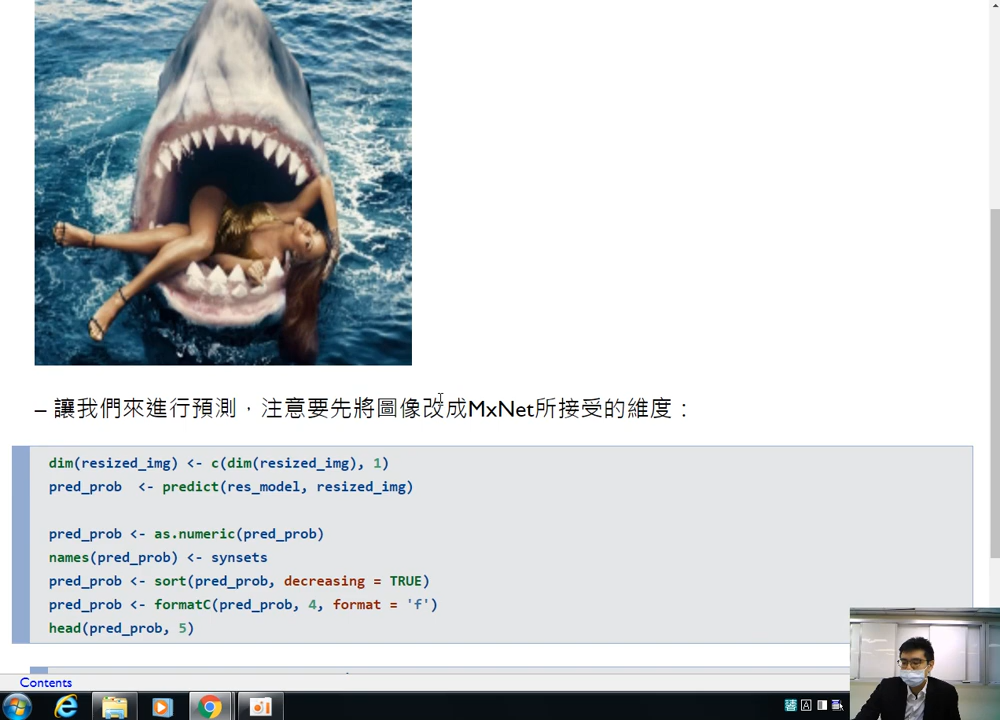 – 讓我們來進行預測，注意要先將圖像改成MxNet所接受的維度：
dim(resized_img) <- c(dim(resized_img), 1)
pred_prob  <- predict(res_model, resized_img)
pred_prob <- as.numeric(pred_prob)
names(pred_prob) <- synsets
pred_prob <- sort(pred_prob, decreasing = TRUE)
pred_prob <- formatC(pred_prob, 4, format = 'f')
head(pred_prob, 5)
Contents